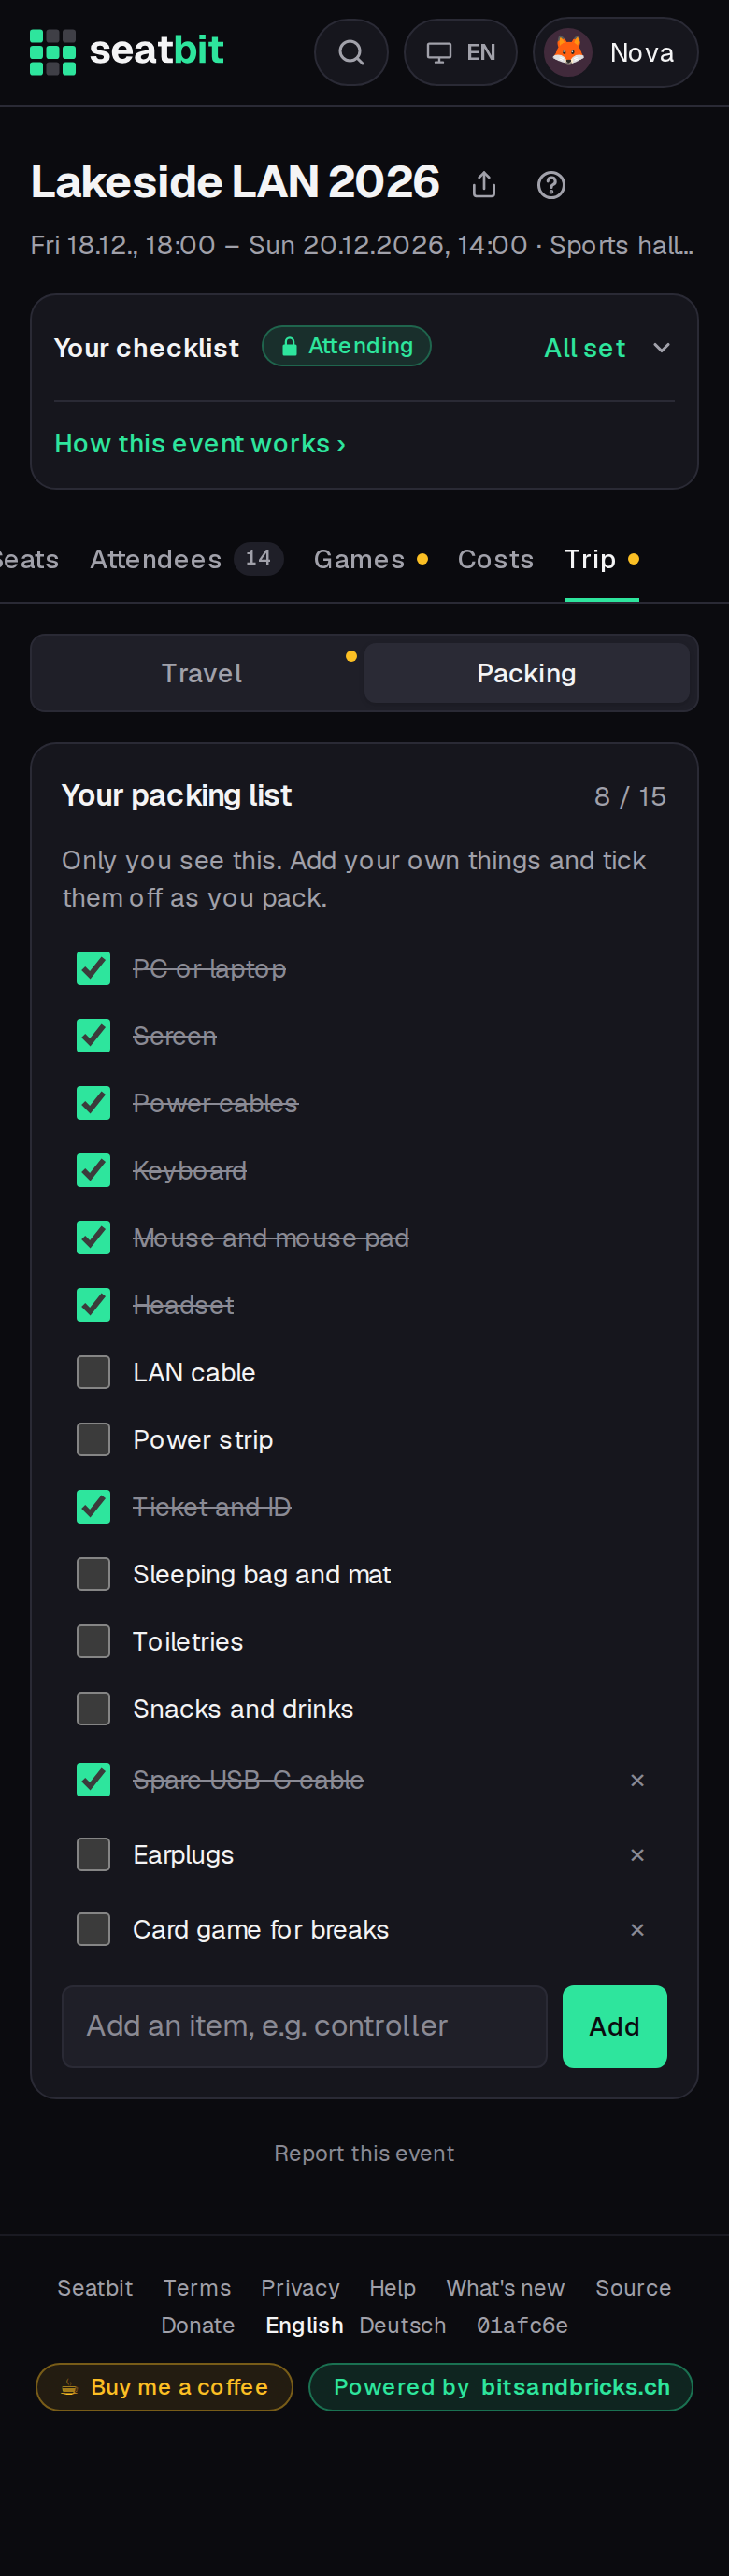 seatbit
EN
Nova
Lakeside LAN 2026
Fri 18.12., 18:00 – Sun 20.12.2026, 14:00 · Sports hall...
Your checklist
Attending
All set
How this event works ›
Seats
Attendees 14
Games
Costs
Trip
Travel
Packing
Your packing list
8 / 15
Only you see this. Add your own things and tick
them off as you pack.
PC or laptop
Screen
Power cables
Keyboard
Mouse and mouse pad
Headset
LAN cable
Power strip
Ticket and ID
Sleeping bag and mat
Toiletries
Snacks and drinks
Spare USB-C cable ×
Earplugs ×
Card game for breaks ×
Add an item, e.g. controller
Add
Report this event
Seatbit Terms Privacy Help What's new Source
Donate English Deutsch 01afc6e
Buy me a coffee
Powered by bitsandbricks.ch